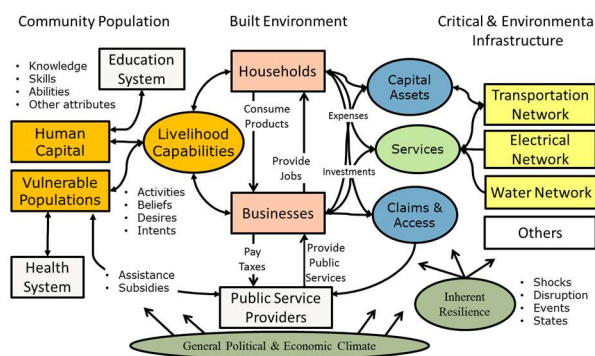 Community Population
Built Environment
Critical & Environmental
Infrastructure
• Knowledge
• Skills
• Abilities
• Other attributes
Education
System
Households
Capital
Assets
Transportation
Network
Consume
Products
Expenses
Human
Capital
Livelihood
Capabilities
Services
Electrical
Network
Provide
Jobs
Investments
Vulnerable
Populations
• Activities
• Beliefs
• Desires
• Intents
Businesses
Claims &
Access
Water Network
Others
Pay
Taxes
Provide
Public
Services
Health
System
• Assistance
• Subsidies
Public Service
Providers
Inherent
Resilience
• Shocks
• Disruption
• Events
• States
General Political & Economic Climate